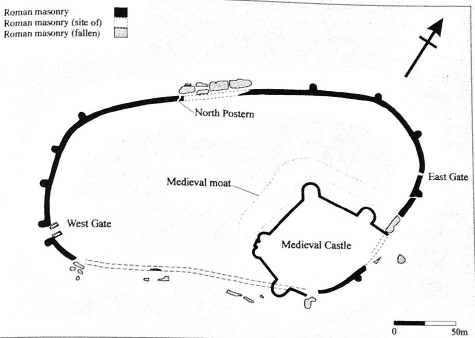 Roman masonry
Roman masonry (site of)
Roman masonry (fallen)
North Postern
Medieval moat
East Gate
West Gate
Medieval Castle
0 50m